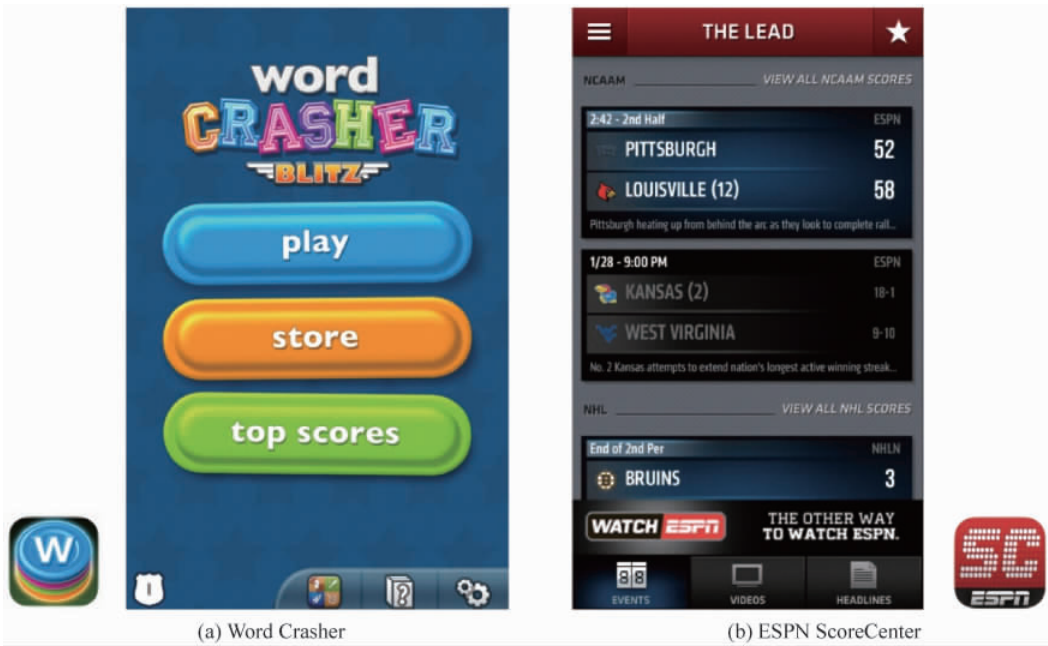 word
CRASHER
BLITZ
play
store
top scores
W
1
?
(a) Word Crasher
THE LEAD
NCAAM
VIEW ALL NCAAM SCORES
2:42 - 2nd Half ESPN
PITTSBURGH 52
LOUISVILLE (12) 58
Pittsburgh heating up from behind the arc as they look to complete rall...
1/28 - 9:00 PM ESPN
KANSAS (2) 18-1
WEST VIRGINIA 9-10
No. 2 Kansas attempts to extend nation's longest active winning streak...
NHL
VIEW ALL NHL SCORES
End of 2nd Per NHLN
BRUINS 3
WATCH ESPN THE OTHER WAY
TO WATCH ESPN.
88
EVENTS VIDEOS HEADLINES
SC
ESPN
(b) ESPN ScoreCenter